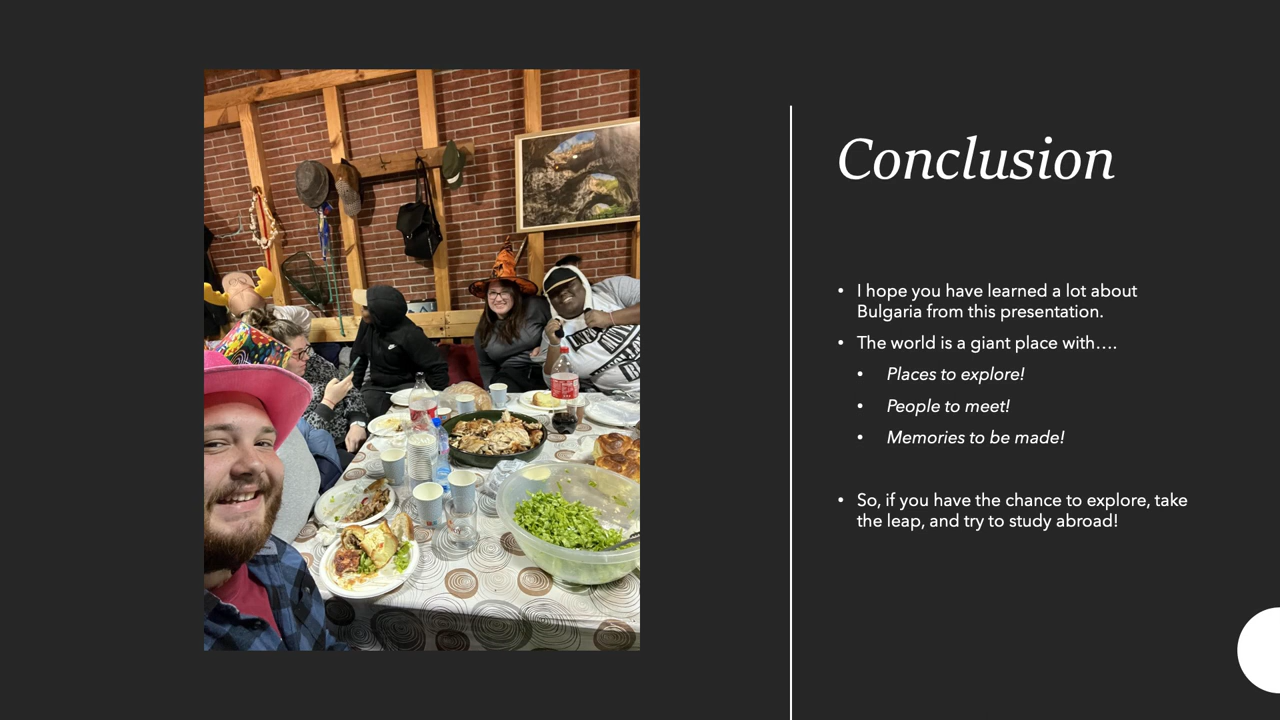 Conclusion
• I hope you have learned a lot about
Bulgaria from this presentation.
• The world is a giant place with….
• Places to explore!
• People to meet!
• Memories to be made!
• So, if you have the chance to explore, take
the leap, and try to study abroad!